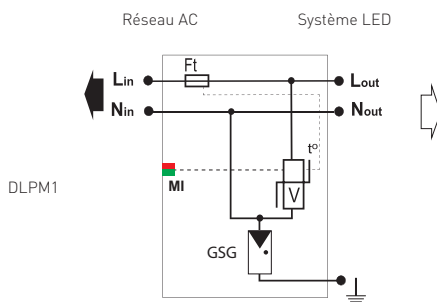 Réseau AC Système LED
Ft
Lin Lout
Nin Nout
t°
MI
V
DLPM1
GSG